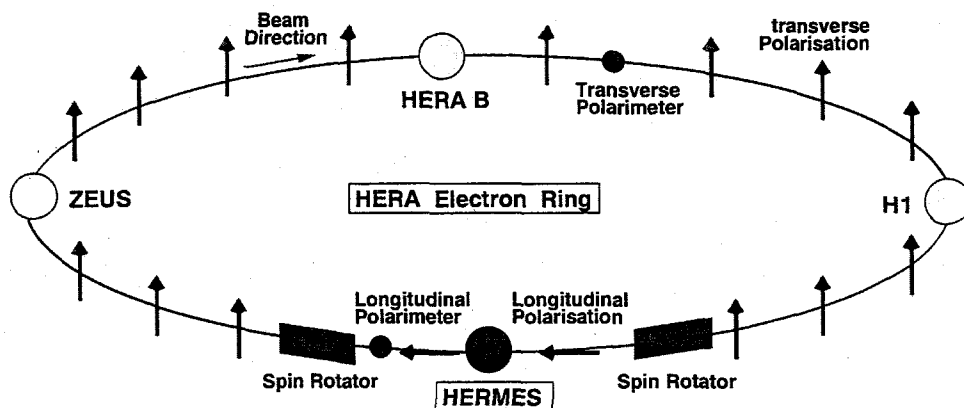 Beam
Direction
transverse
Polarisation
HERA B
Transverse
Polarimeter
ZEUS
HERA Electron Ring
H1
Longitudinal
Polarimeter
Longitudinal
Polarisation
Spin Rotator
Spin Rotator
HERMES